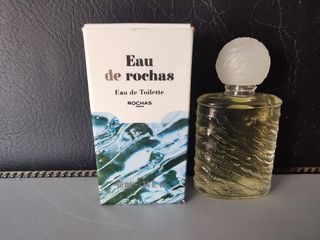 Eau
de rochas
Eau de Toilette
ROCHAS
PARIS